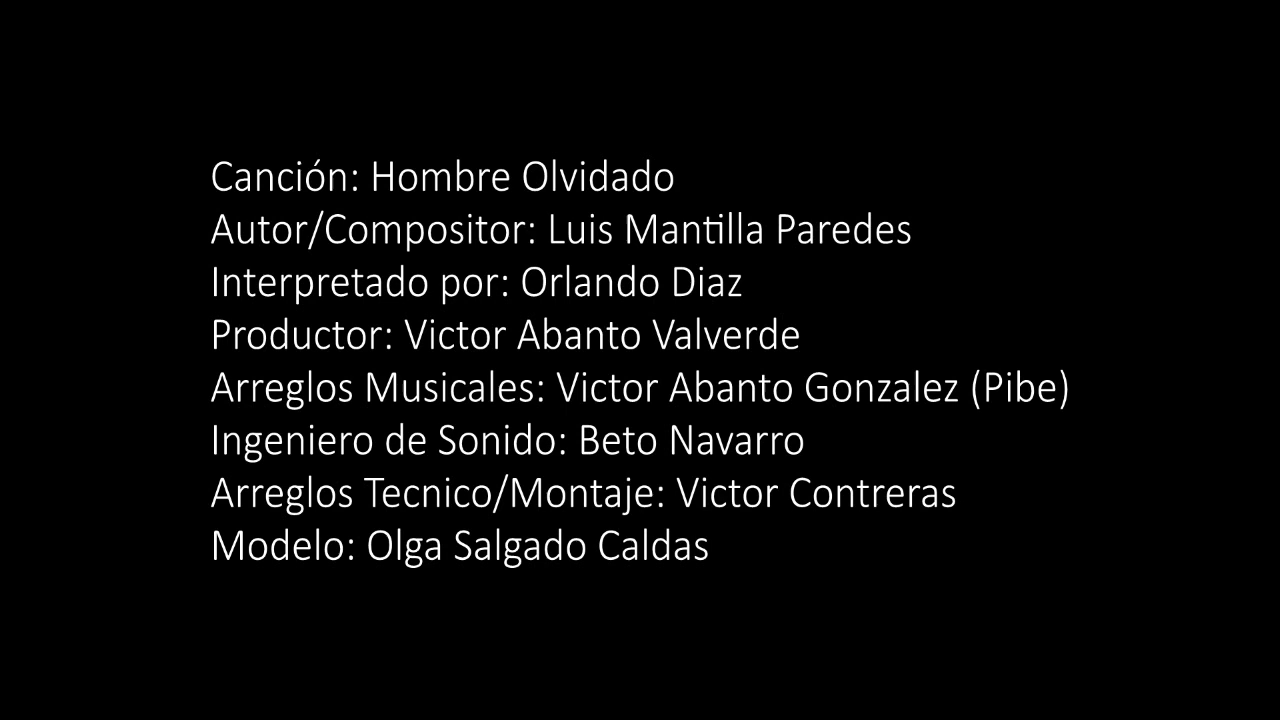 Canción: Hombre Olvidado
Autor/Compositor: Luis Mantilla Paredes
Interpretado por: Orlando Diaz
Productor: Victor Abanto Valverde
Arreglos Musicales: Victor Abanto Gonzalez (Pibe)
Ingeniero de Sonido: Beto Navarro
Arreglos Tecnico/Montaje: Victor Contreras
Modelo: Olga Salgado Caldas